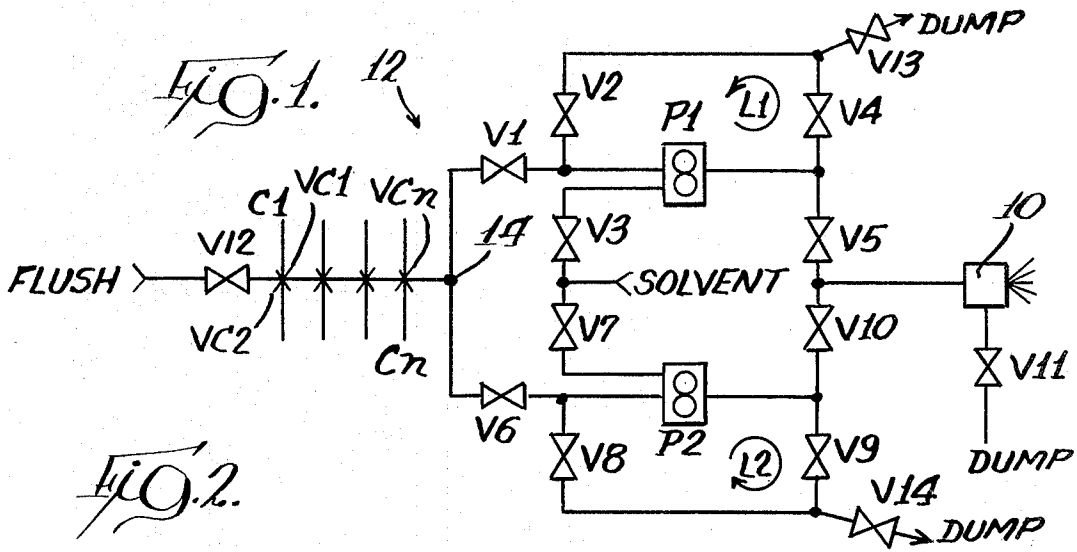 Fig. 1.
12
DUMP
V13
V2
L1
V4
P1
V1
C1
VC1
VCn
14
V3
V5
10
V12
FLUSH
SOLVENT
VC2
Cn
V7
V10
V11
V6
P2
V8
L2
V9
DUMP
Fig. 2.
V14
DUMP